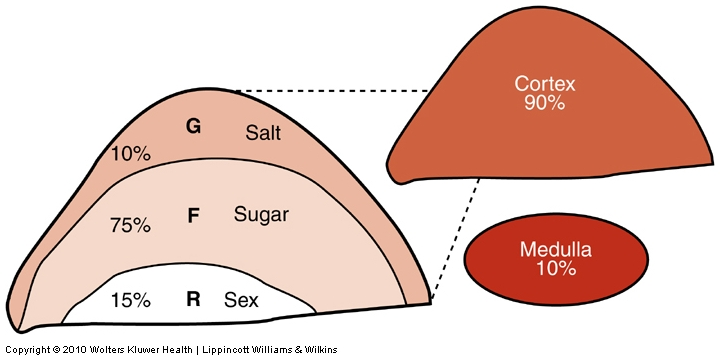 Cortex
90%
G Salt
10%
75% F Sugar
Medulla
10%
15% R Sex
Copyright © 2010 Wolters Kluwer Health | Lippincott Williams & Wilkins